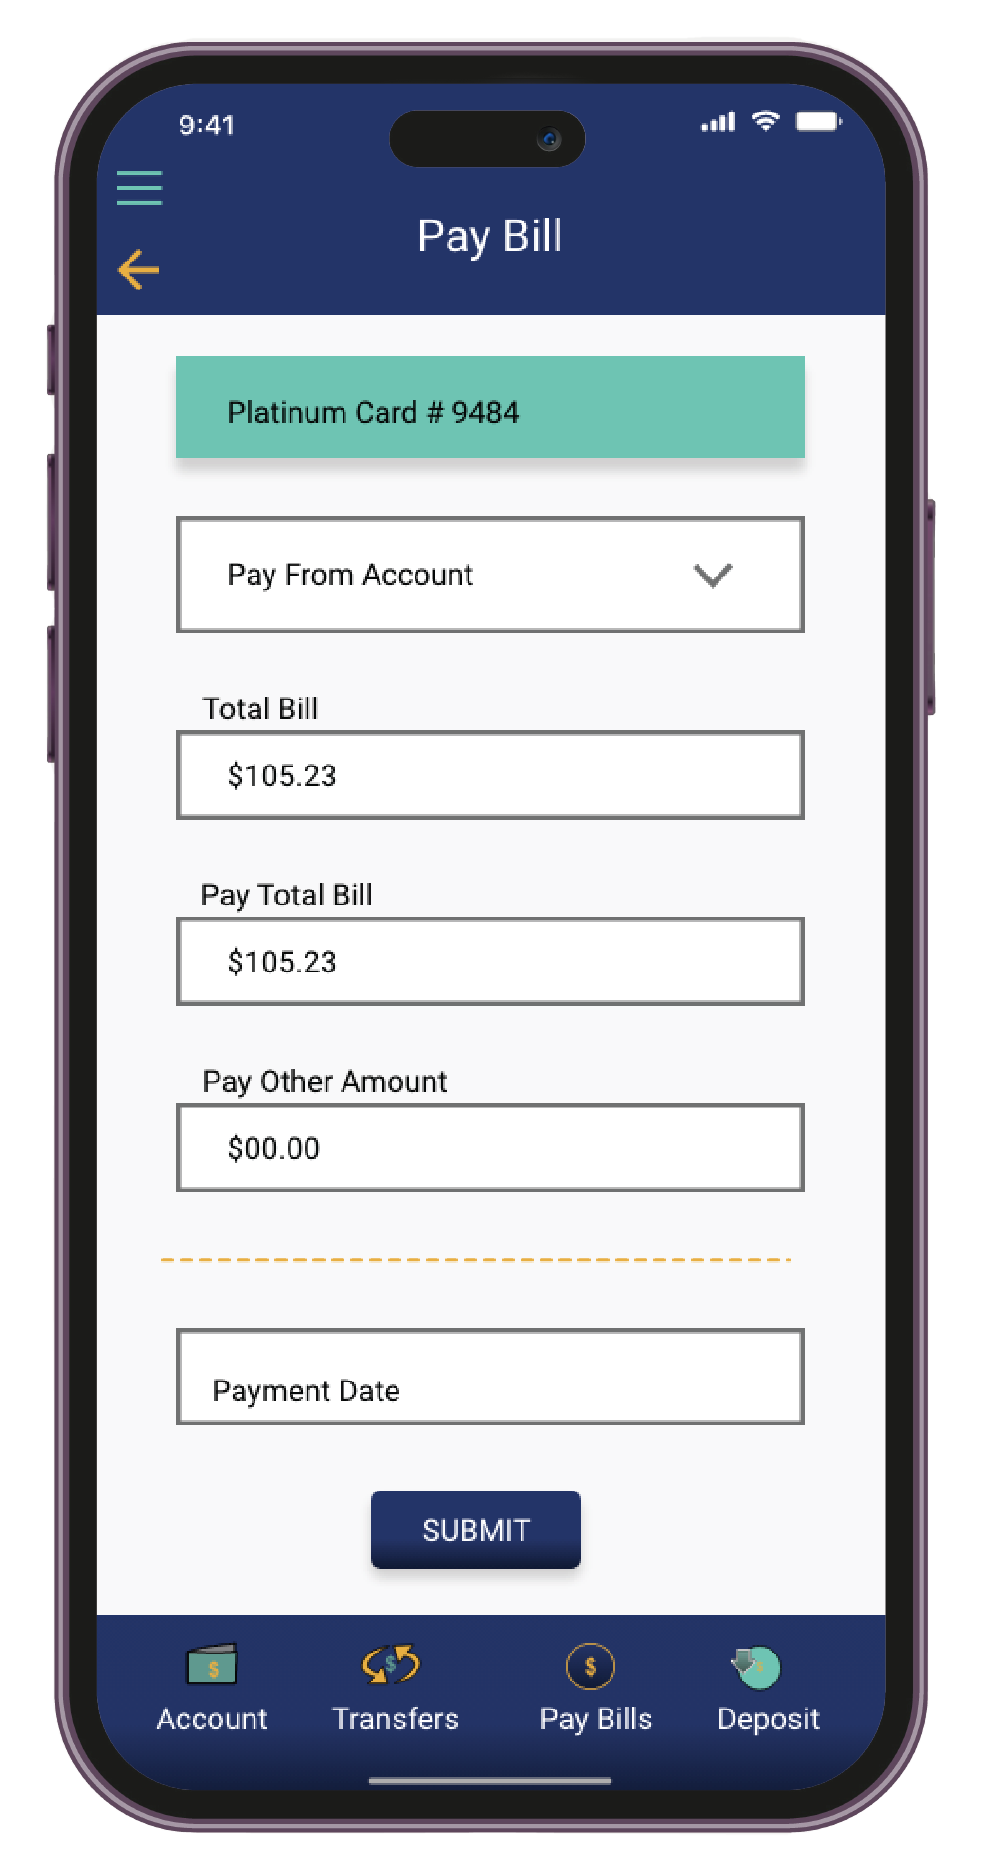 9:41
Pay Bill
Platinum Card # 9484
Pay From Account
Total Bill
$105.23
Pay Total Bill
$105.23
Pay Other Amount
$00.00
Payment Date
SUBMIT
$ $ $ $
Account Transfers Pay Bills Deposit